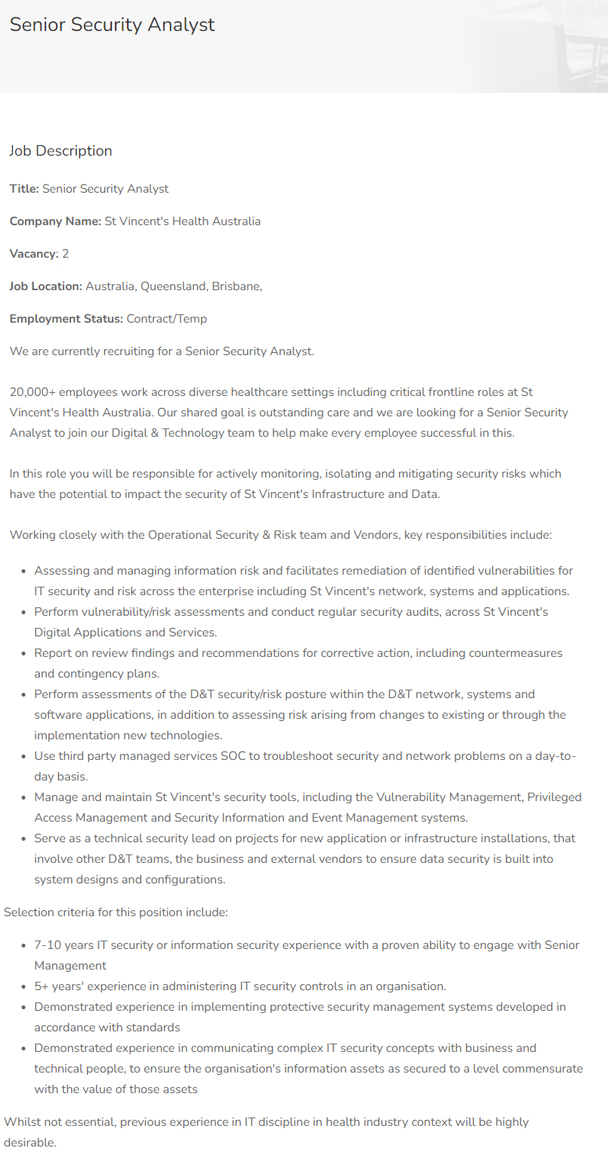 Senior Security Analyst
Job Description
Title: Senior Security Analyst
Company Name: St Vincent's Health Australia
Vacancy: 2
Job Location: Australia, Queensland, Brisbane,
Employment Status: Contract/Temp
We are currently recruiting for a Senior Security Analyst.
20,000+ employees work across diverse healthcare settings including critical frontline roles at St
Vincent's Health Australia. Our shared goal is outstanding care and we are looking for a Senior Security
Analyst to join our Digital & Technology team to help make every employee successful in this.
In this role you will be responsible for actively monitoring, isolating and mitigating security risks which
have the potential to impact the security of St Vincent's Infrastructure and Data.
Working closely with the Operational Security & Risk team and Vendors, key responsibilities include:
• Assessing and managing information risk and facilitates remediation of identified vulnerabilities for
IT security and risk across the enterprise including St Vincent's network, systems and applications.
• Perform vulnerability/risk assessments and conduct regular security audits, across St Vincent's
Digital Applications and Services.
• Report on review findings and recommendations for corrective action, including countermeasures
and contingency plans.
• Perform assessments of the D&T security/risk posture within the D&T network, systems and
software applications, in addition to assessing risk arising from changes to existing or through the
implementation new technologies.
• Use third party managed services SOC to troubleshoot security and network problems on a day-to-
day basis.
• Manage and maintain St Vincent's security tools, including the Vulnerability Management, Privileged
Access Management and Security Information and Event Management systems.
• Serve as a technical security lead on projects for new application or infrastructure installations, that
involve other D&T teams, the business and external vendors to ensure data security is built into
system designs and configurations.
Selection criteria for this position include:
• 7-10 years IT security or information security experience with a proven ability to engage with Senior
Management
• 5+ years' experience in administering IT security controls in an organisation.
• Demonstrated experience in implementing protective security management systems developed in
accordance with standards
• Demonstrated experience in communicating complex IT security concepts with business and
technical people, to ensure the organisation's information assets as secured to a level commensurate
with the value of those assets
Whilst not essential, previous experience in IT discipline in health industry context will be highly
desirable.